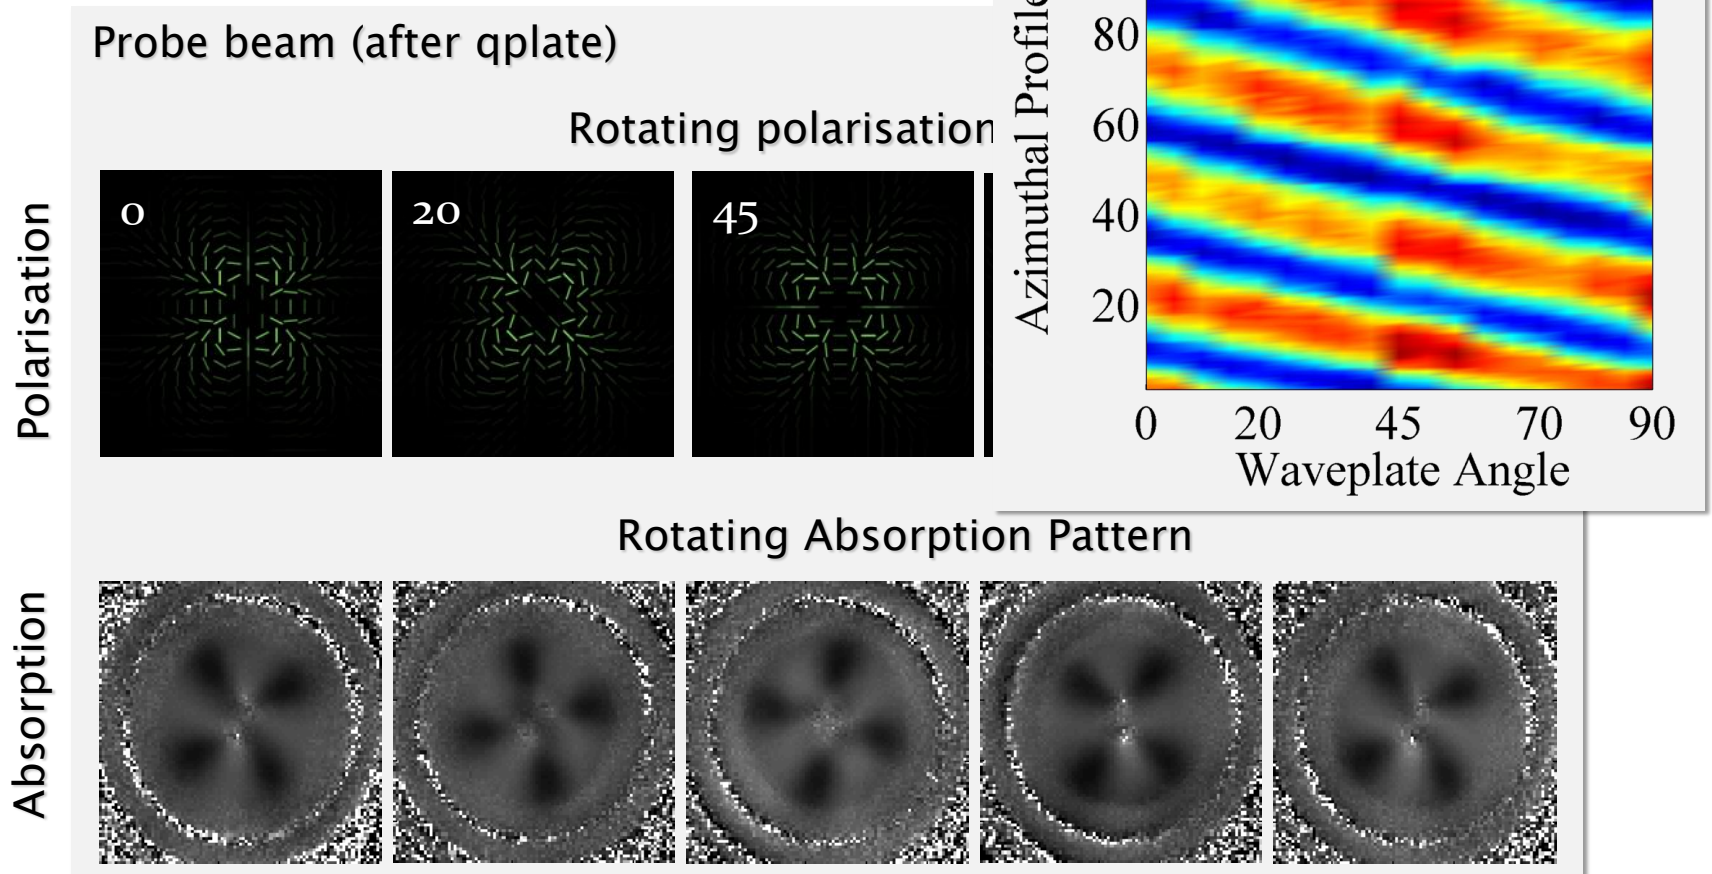 Probe beam (after qplate)
Rotating polarisation
Polarisation
0
20
45
Azimuthal Profile
80
60
40
20
0 20 45 70 90
Waveplate Angle
Rotating Absorption Pattern
Absorption